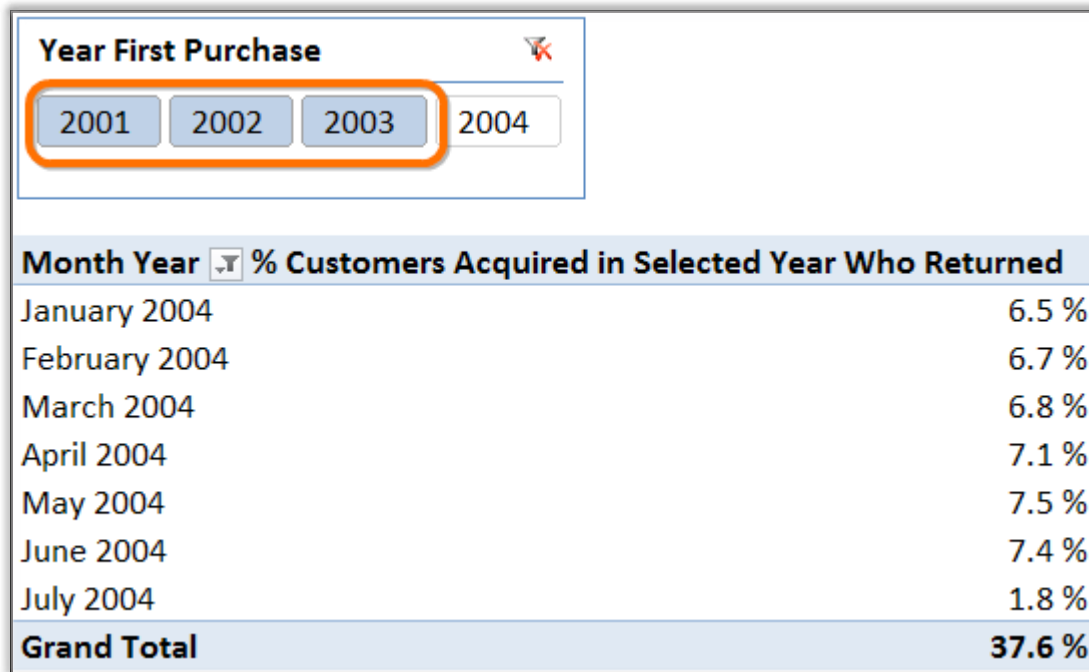 Year First Purchase
2001 2002 2003 2004
Month Year % Customers Acquired in Selected Year Who Returned
January 2004 6.5 %
February 2004 6.7 %
March 2004 6.8 %
April 2004 7.1 %
May 2004 7.5 %
June 2004 7.4 %
July 2004 1.8 %
Grand Total 37.6 %